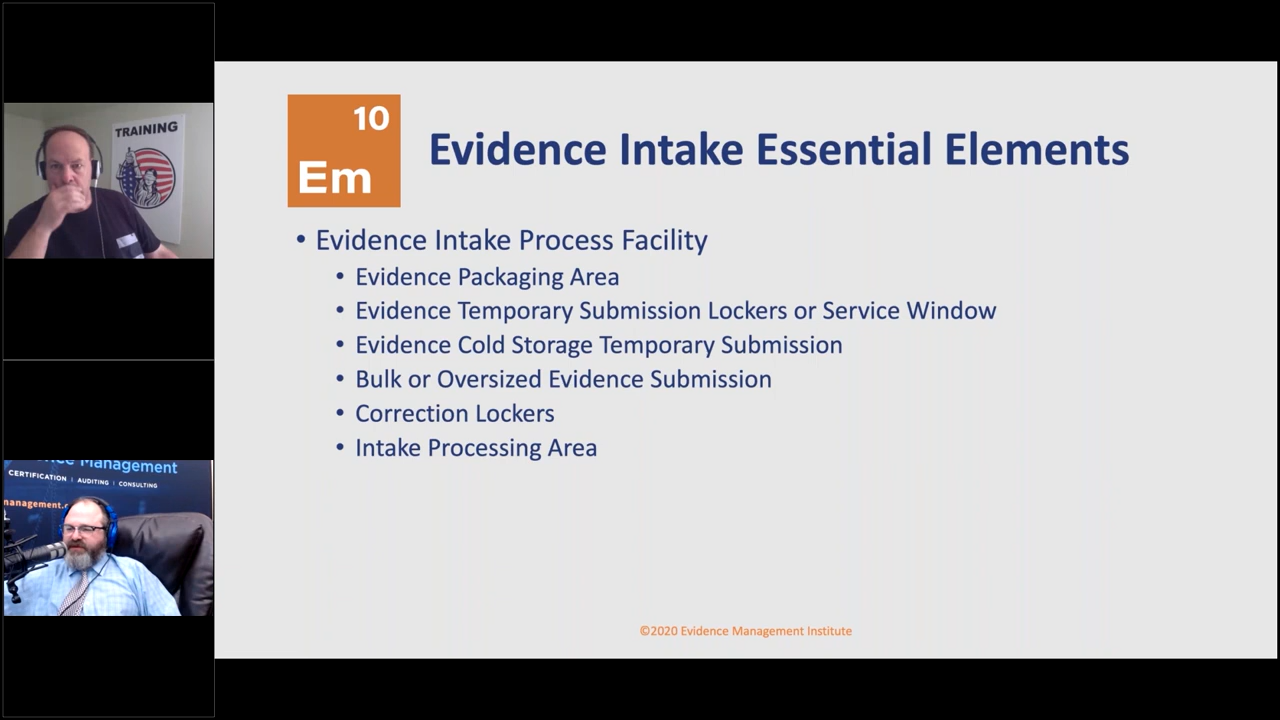 TRAINING
10
Em
Evidence Intake Essential Elements
• Evidence Intake Process Facility
• Evidence Packaging Area
• Evidence Temporary Submission Lockers or Service Window
• Evidence Cold Storage Temporary Submission
• Bulk or Oversized Evidence Submission
• Correction Lockers
• Intake Processing Area
©2020 Evidence Management Institute
Management
CERTIFICATION | AUDITING | CONSULTING